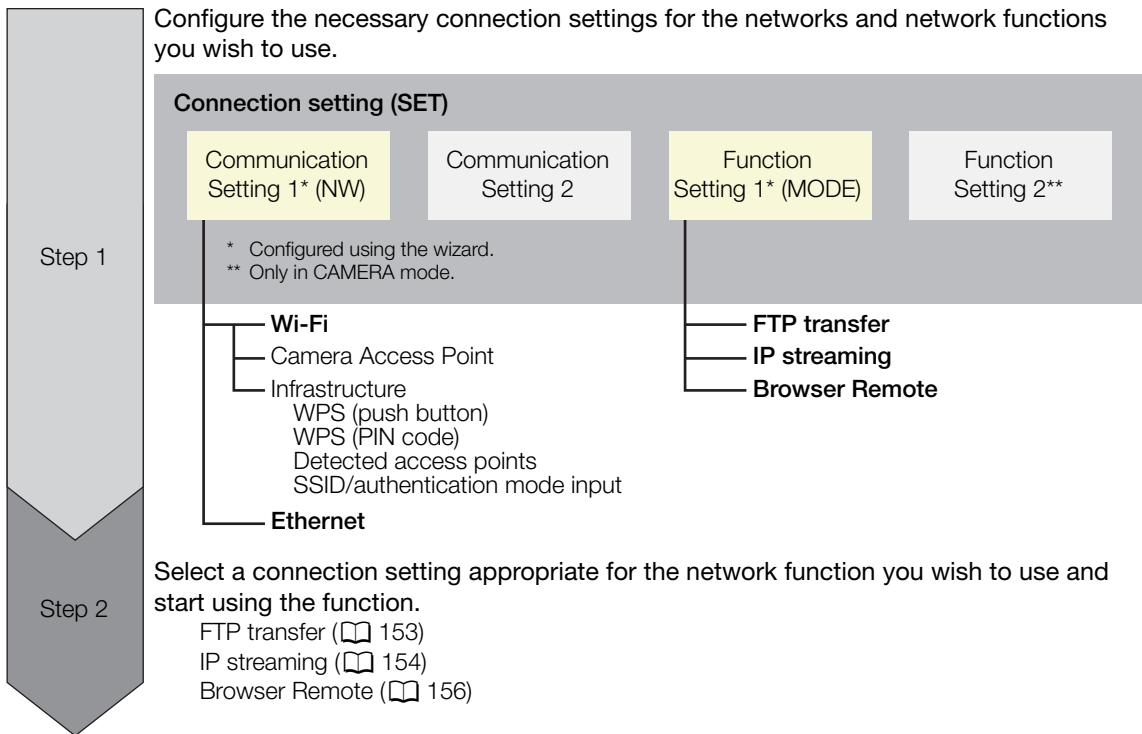 Configure the necessary connection settings for the networks and network functions
you wish to use.
Connection setting (SET)
Communication
Setting 1* (NW)
Communication
Setting 2
Function
Setting 1* (MODE)
Function
Setting 2**
* Configured using the wizard.
** Only in CAMERA mode.
Step 1
Wi-Fi
Camera Access Point
Infrastructure
WPS (push button)
WPS (PIN code)
Detected access points
SSID/authentication mode input
Ethernet
FTP transfer
IP streaming
Browser Remote
Step 2
Select a connection setting appropriate for the network function you wish to use and
start using the function.
FTP transfer (153)
IP streaming (154)
Browser Remote (156)